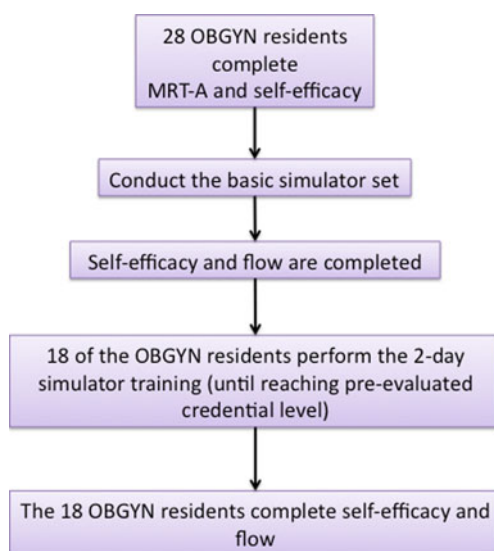 28 OBGYN residents
complete
MRT-A and self-efficacy
Conduct the basic simulator set
Self-efficacy and flow are completed
18 of the OBGYN residents perform the 2-day
simulator training (until reaching pre-evaluated
credential level)
The 18 OBGYN residents complete self-efficacy and
flow